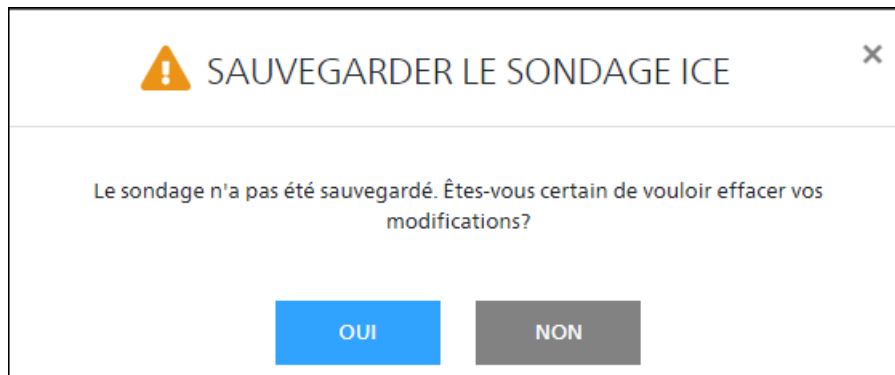 SAUVEGARDER LE SONDAGE ICE
Le sondage n'a pas été sauvegardé. Êtes-vous certain de vouloir effacer vos
modifications?
OUI
NON